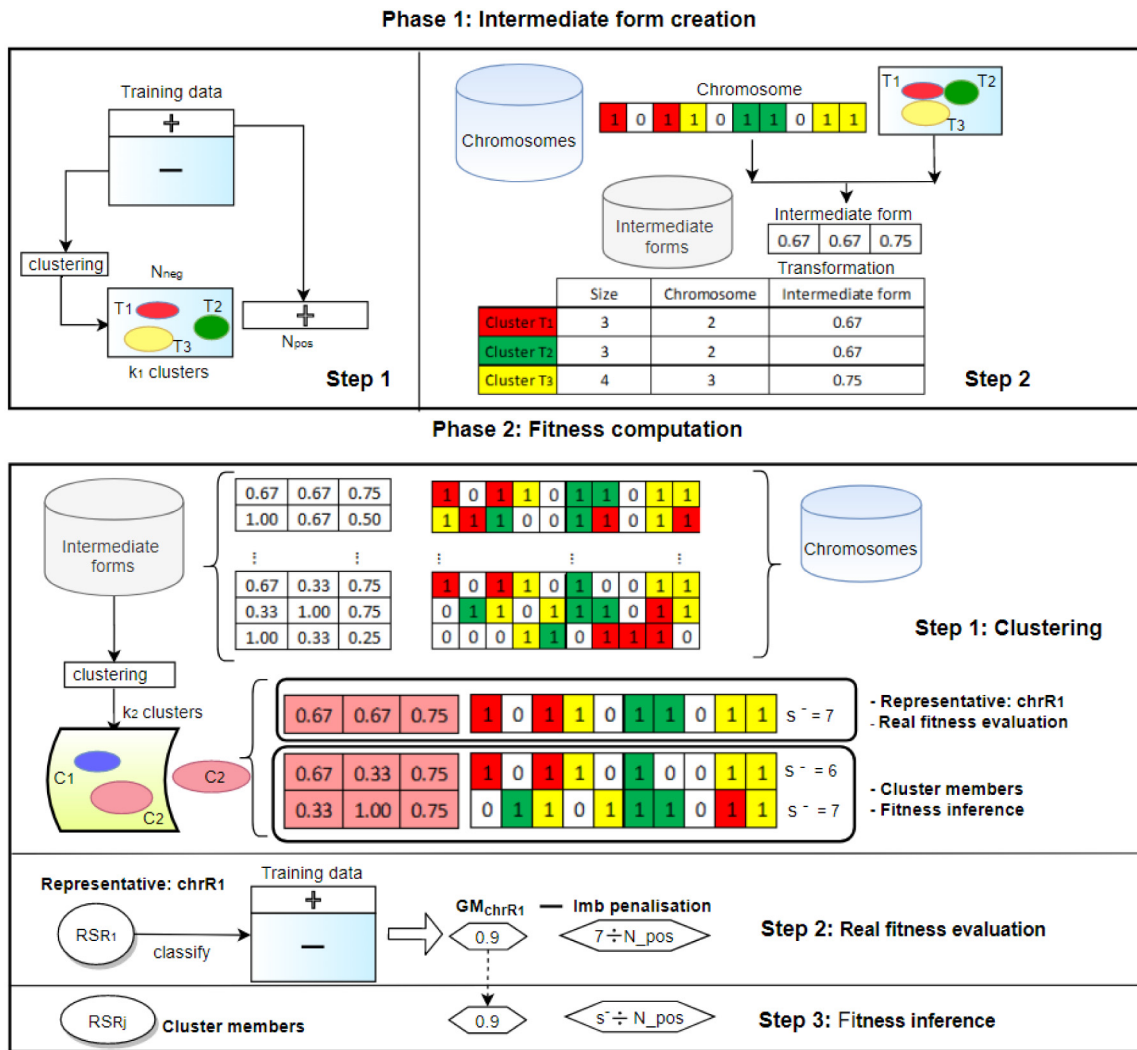 Phase 1: Intermediate form creation
Training data
+
−
clustering
Nneg
T1
T2
T3
k1 clusters
+
Npos
Step 1
Chromosomes
Chromosome
1 0 1 1 0 1 1 0 1 1
T1
T2
T3
Intermediate forms
Intermediate form
0.67 0.67 0.75
Transformation
Size Chromosome Intermediate form
Cluster T1 3 2 0.67
Cluster T2 3 2 0.67
Cluster T3 4 3 0.75
Step 2
Phase 2: Fitness computation
Intermediate
forms
0.67 0.67 0.75
1.00 0.67 0.50
⋮ ⋮
0.67 0.33 0.75
0.33 1.00 0.75
1.00 0.33 0.25
1 0 1 1 0 1 1 0 1 1
1 1 1 0 0 1 1 0 1 1
⋮ ⋮ ⋮
1 0 1 1 0 1 0 0 1 1
0 1 1 0 1 1 1 0 1 1
0 0 0 1 1 0 1 1 1 0
Chromosomes
Step 1: Clustering
clustering
k2 clusters
C1
C2
C2
0.67 0.67 0.75 1 0 1 1 0 1 1 0 1 1 s⁻ = 7
- Representative: chrR1
- Real fitness evaluation
0.67 0.33 0.75 1 0 1 1 0 1 0 0 1 1 s⁻ = 6
0.33 1.00 0.75 0 1 1 0 1 1 1 0 1 1 s⁻ = 7
- Cluster members
- Fitness inference
Representative: chrR1
RSR1
classify
Training data
+
−
GMchrR1 − Imb penalisation
0.9 7 ÷ N_pos
Step 2: Real fitness evaluation
RSRj
Cluster members
0.9 s⁻ ÷ N_pos
Step 3: Fitness inference